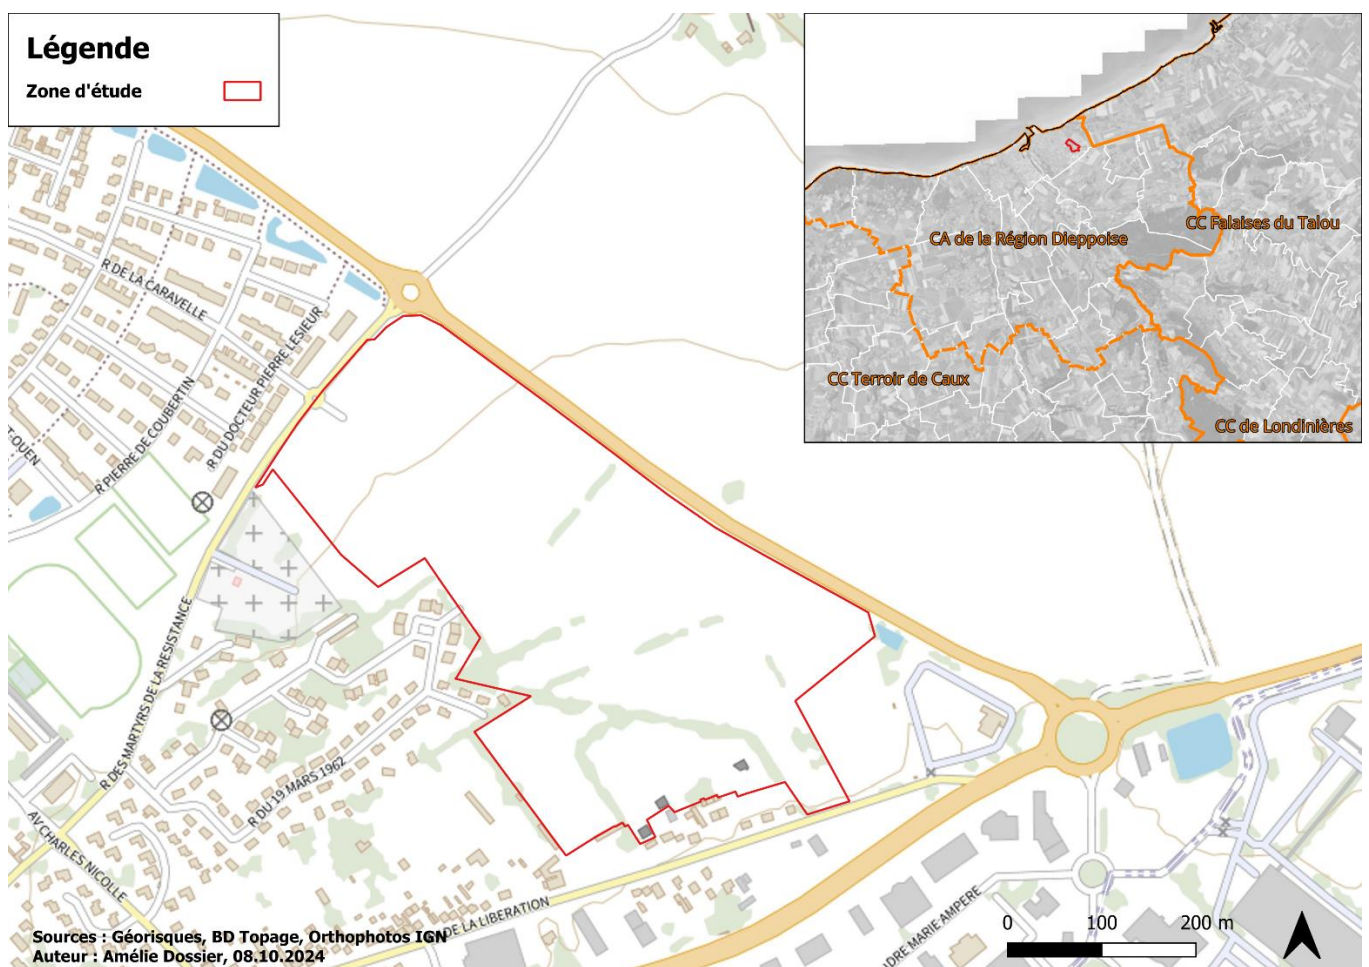 Légende
Zone d'étude
CC Falaises du Talou
CA de la Région Dieppoise
CC Terroir de Caux
CC de Londinières
R DE LA CARAVELLE
R DU DOCTEUR PIERRE LESIEUR
R PIERRE DE COUBERTIN
T-OUEN
R DES MARTYRS DE LA RESISTANCE
R DU 19 MARS 1962
AV CHARLES NICOLLE
DE LA LIBERATION
DRE-MARIE-AMPERE
0 100 200 m
Sources : Géorisques, BD Topage, Orthophotos IGN
Auteur : Amélie Dossier, 08.10.2024